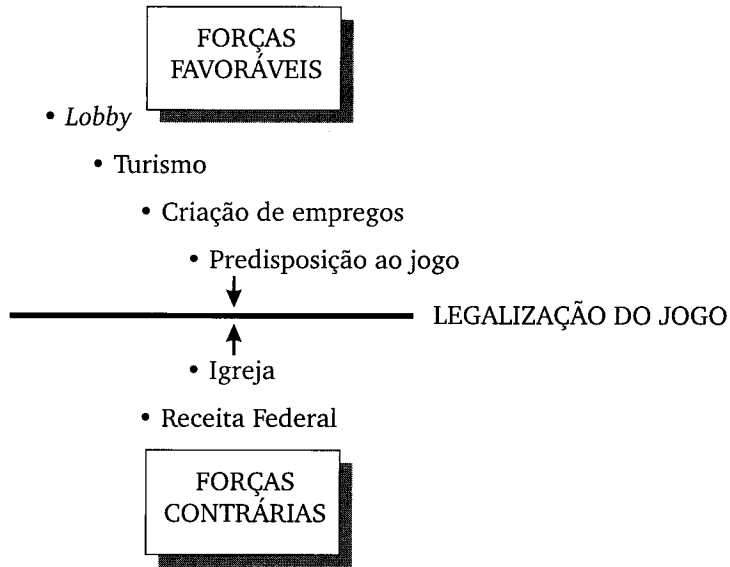 FORÇAS
FAVORÁVEIS
• Lobby
• Turismo
• Criação de empregos
• Predisposição ao jogo
LEGALIZAÇÃO DO JOGO
• Igreja
• Receita Federal
FORÇAS
CONTRÁRIAS